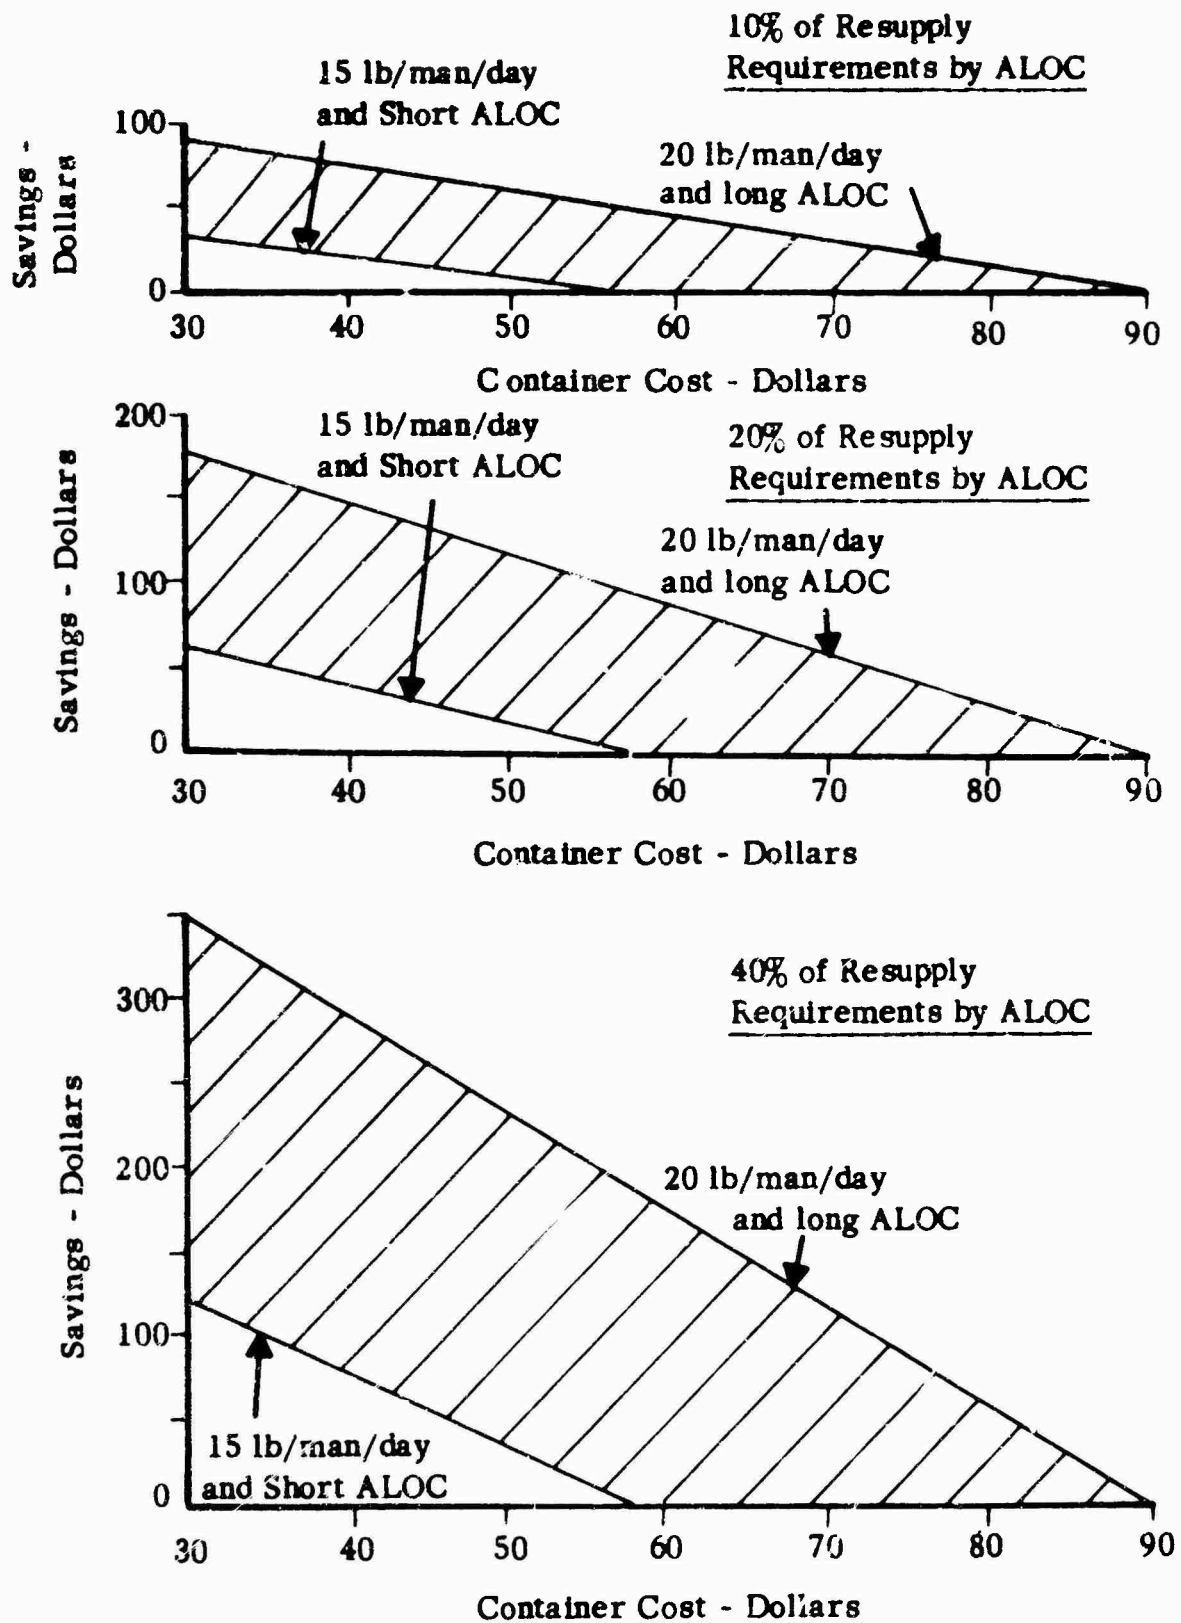 10% of Resupply
Requirements by ALOC
15 lb/man/day
and Short ALOC
20 lb/man/day
and long ALOC
Savings -
Dollars
100
0
30 40 50 60 70 80 90
Container Cost - Dollars
15 lb/man/day
and Short ALOC
20% of Resupply
Requirements by ALOC
20 lb/man/day
and long ALOC
Savings - Dollars
200
100
0
30 40 50 60 70 80 90
Container Cost - Dollars
40% of Resupply
Requirements by ALOC
20 lb/man/day
and long ALOC
Savings - Dollars
300
200
100
0
15 lb/man/day
and Short ALOC
30 40 50 60 70 80 90
Container Cost - Dollars